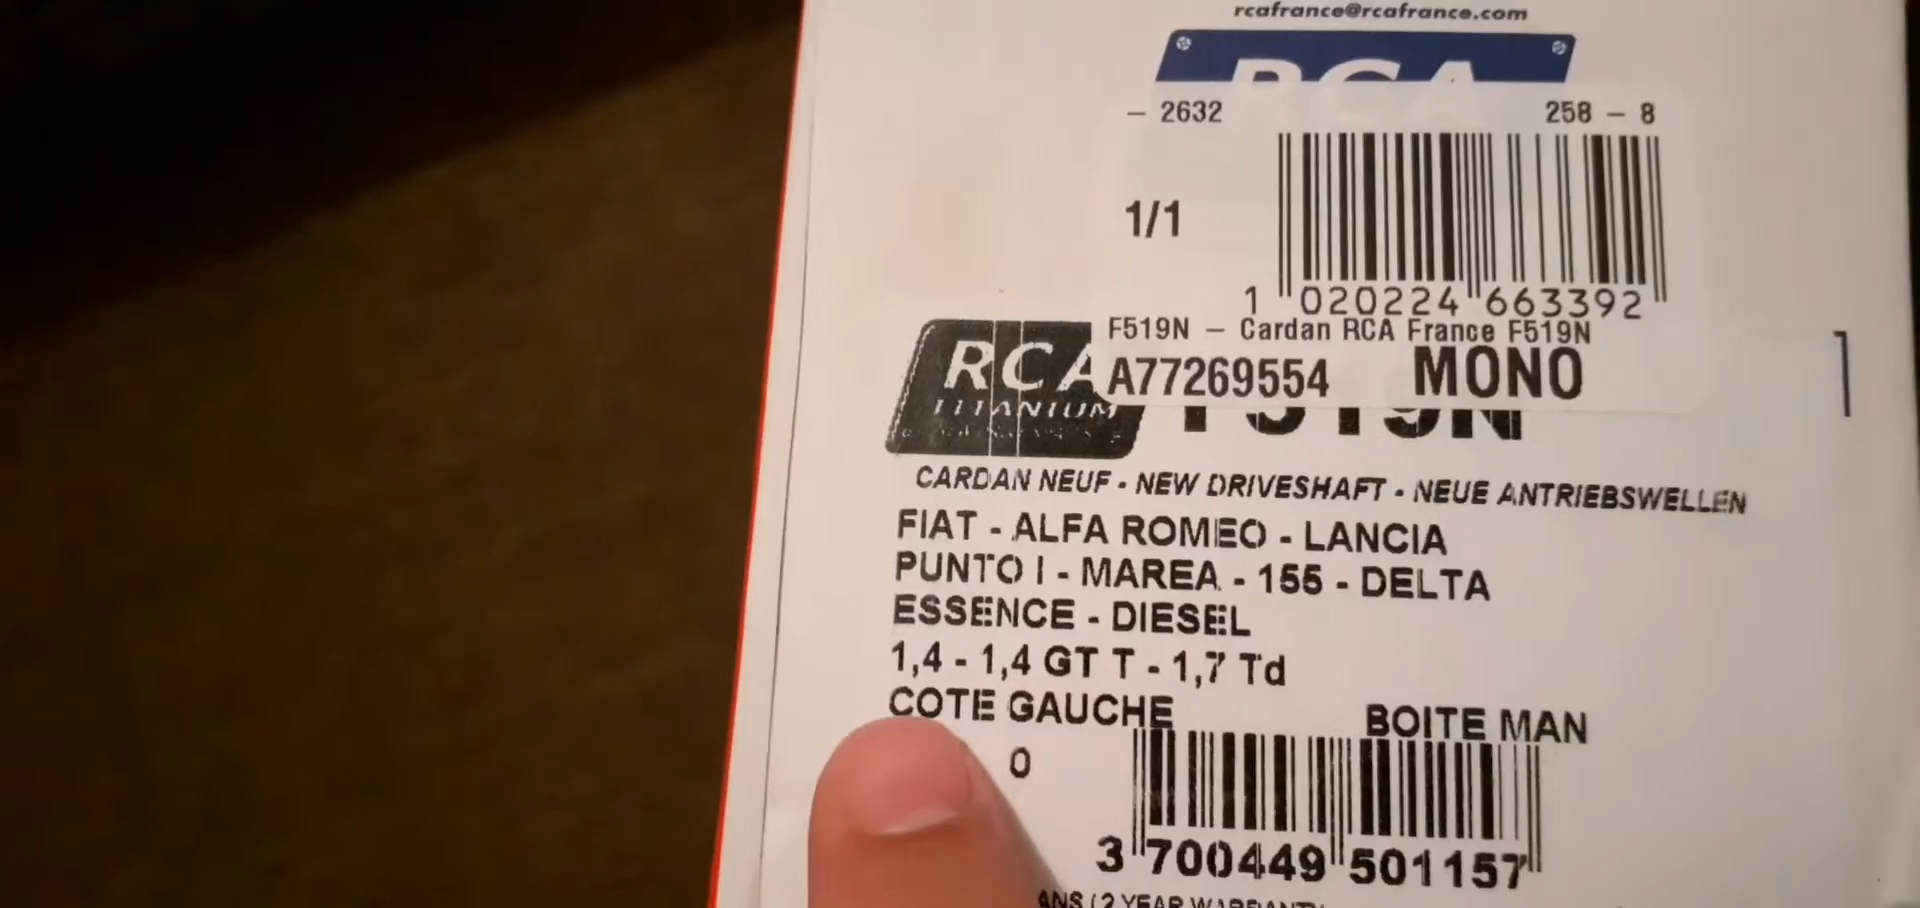 rcafrance@rcafrance.com
RCA
- 2632 258 - 8
1/1
1 020224 663392
F519N - Cardan RCA France F519N
A77269554 MONO
RCA
TITANIUM
F519N
CARDAN NEUF - NEW DRIVESHAFT - NEUE ANTRIEBSWELLEN
FIAT - ALFA ROMEO - LANCIA
PUNTO I - MAREA - 155 - DELTA
ESSENCE - DIESEL
1,4 - 1,4 GT T - 1,7 Td
COTE GAUCHE BOITE MAN
0
3 700449 501157
ANS / 2 YEAR WARRANTY